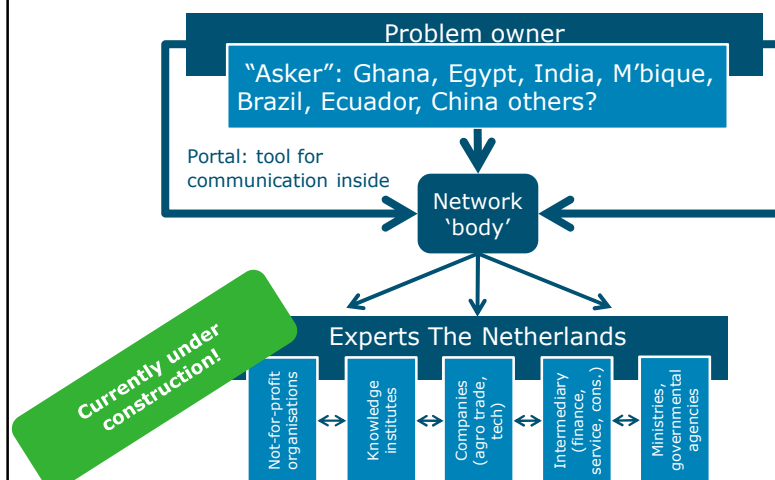 Problem owner
“Asker”: Ghana, Egypt, India, M’bique,
Brazil, Ecuador, China others?
Portal: tool for
communication inside
Network
‘body’
Currently under
construction!
Experts The Netherlands
Not-for-profit
organisations
Knowledge
institutes
Companies
(agro trade,
tech)
Intermediary
(finance,
service, cons.)
Ministries,
governmental
agencies